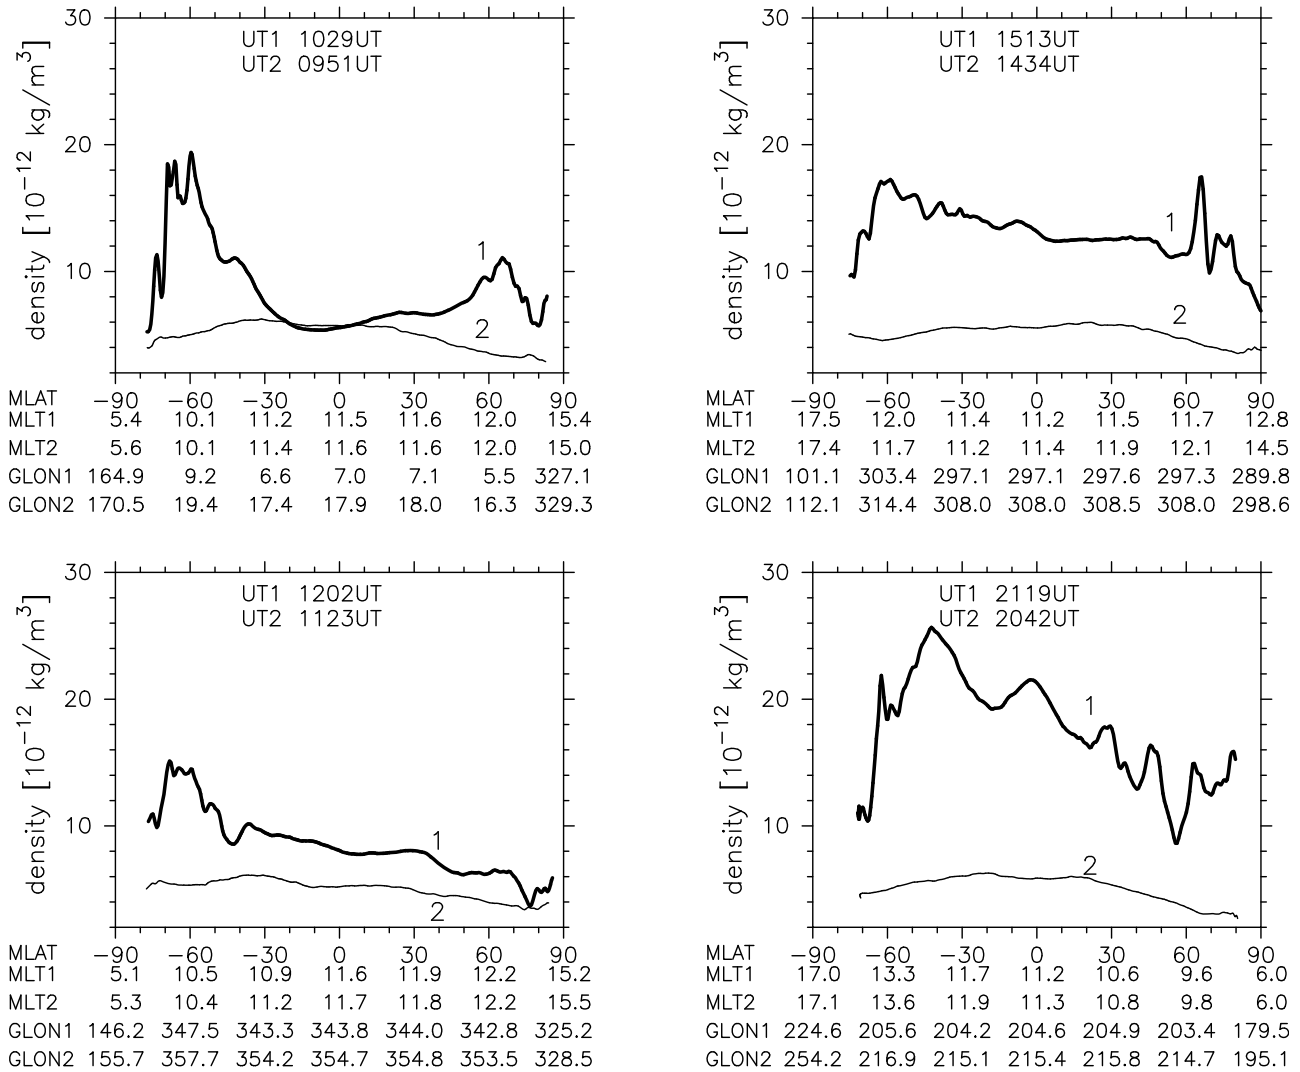 30
UT1 1029UT
UT2 0951UT
density [10−12 kg/m3]
20
10
1
2
MLAT −90 −60 −30 0 30 60 90
MLT1 5.4 10.1 11.2 11.5 11.6 12.0 15.4
MLT2 5.6 10.1 11.4 11.6 11.6 12.0 15.0
GLON1 164.9 9.2 6.6 7.0 7.1 5.5 327.1
GLON2 170.5 19.4 17.4 17.9 18.0 16.3 329.3
30
UT1 1513UT
UT2 1434UT
density [10−12 kg/m3]
20
10
1
2
MLAT −90 −60 −30 0 30 60 90
MLT1 17.5 12.0 11.4 11.2 11.5 11.7 12.8
MLT2 17.4 11.7 11.2 11.4 11.9 12.1 14.5
GLON1 101.1 303.4 297.1 297.1 297.6 297.3 289.8
GLON2 112.1 314.4 308.0 308.0 308.5 308.0 298.6
30
UT1 1202UT
UT2 1123UT
density [10−12 kg/m3]
20
10
1
2
MLAT −90 −60 −30 0 30 60 90
MLT1 5.1 10.5 10.9 11.6 11.9 12.2 15.2
MLT2 5.3 10.4 11.2 11.7 11.8 12.2 15.5
GLON1 146.2 347.5 343.3 343.8 344.0 342.8 325.2
GLON2 155.7 357.7 354.2 354.7 354.8 353.5 328.5
30
UT1 2119UT
UT2 2042UT
density [10−12 kg/m3]
20
10
1
2
MLAT −90 −60 −30 0 30 60 90
MLT1 17.0 13.3 11.7 11.2 10.6 9.6 6.0
MLT2 17.1 13.6 11.9 11.3 10.8 9.8 6.0
GLON1 224.6 205.6 204.2 204.6 204.9 203.4 179.5
GLON2 254.2 216.9 215.1 215.4 215.8 214.7 195.1